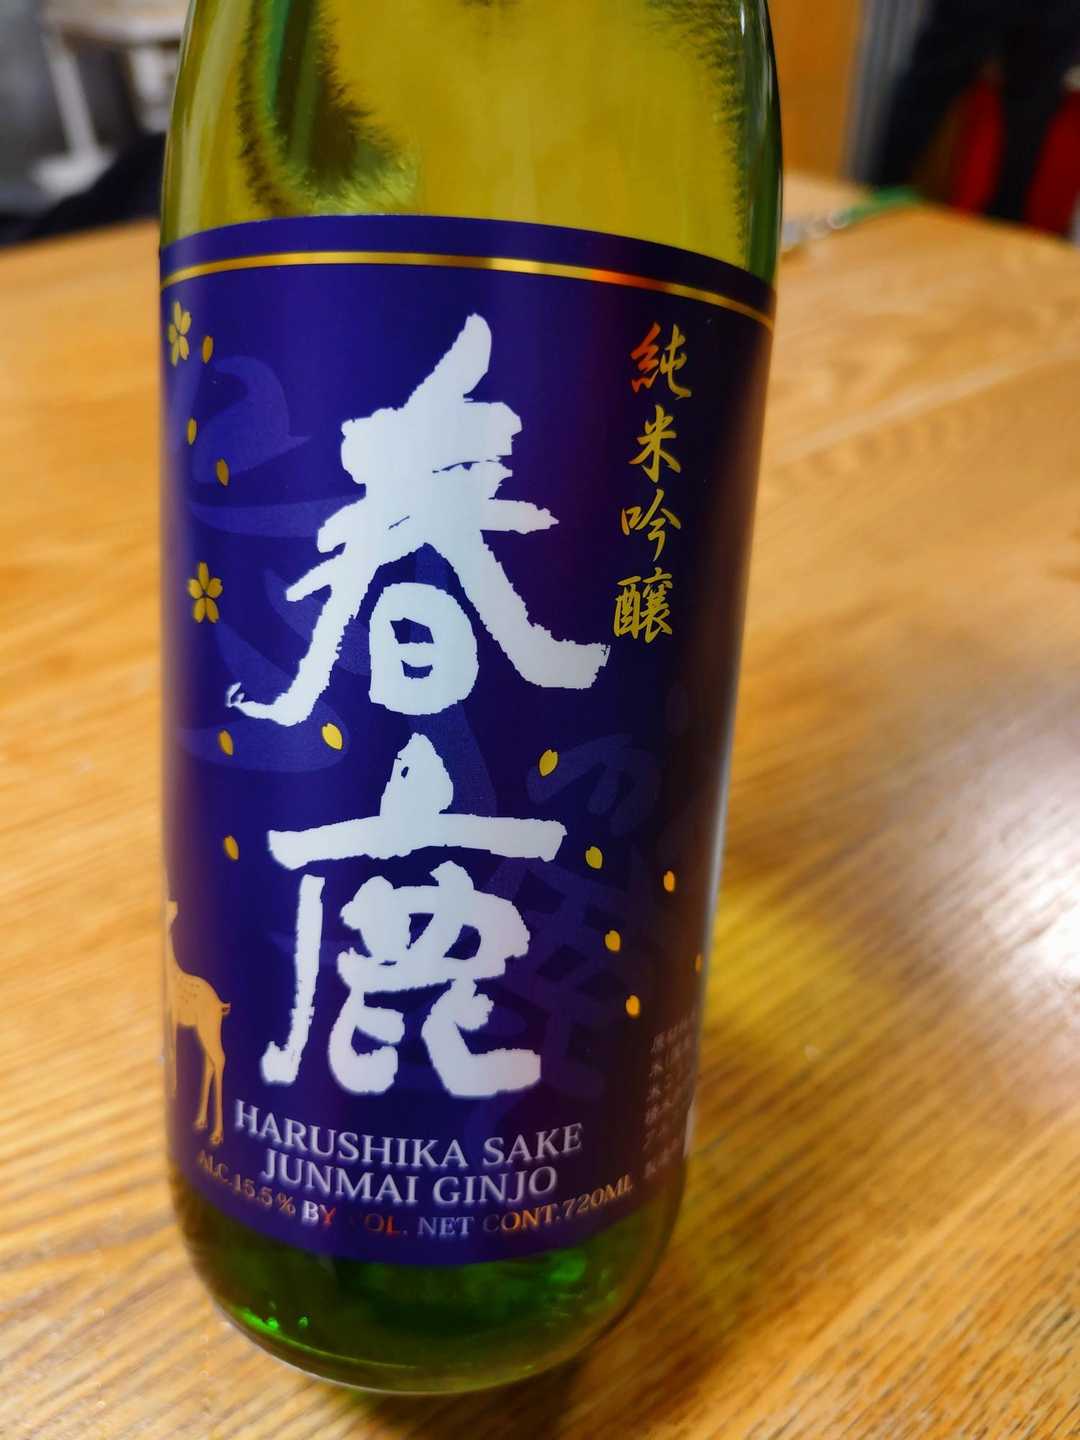 純米吟醸
春鹿
HARUSHIKA SAKE
JUNMAI GINJO
ALC.15.5% BY VOL. NET CONT.720ML